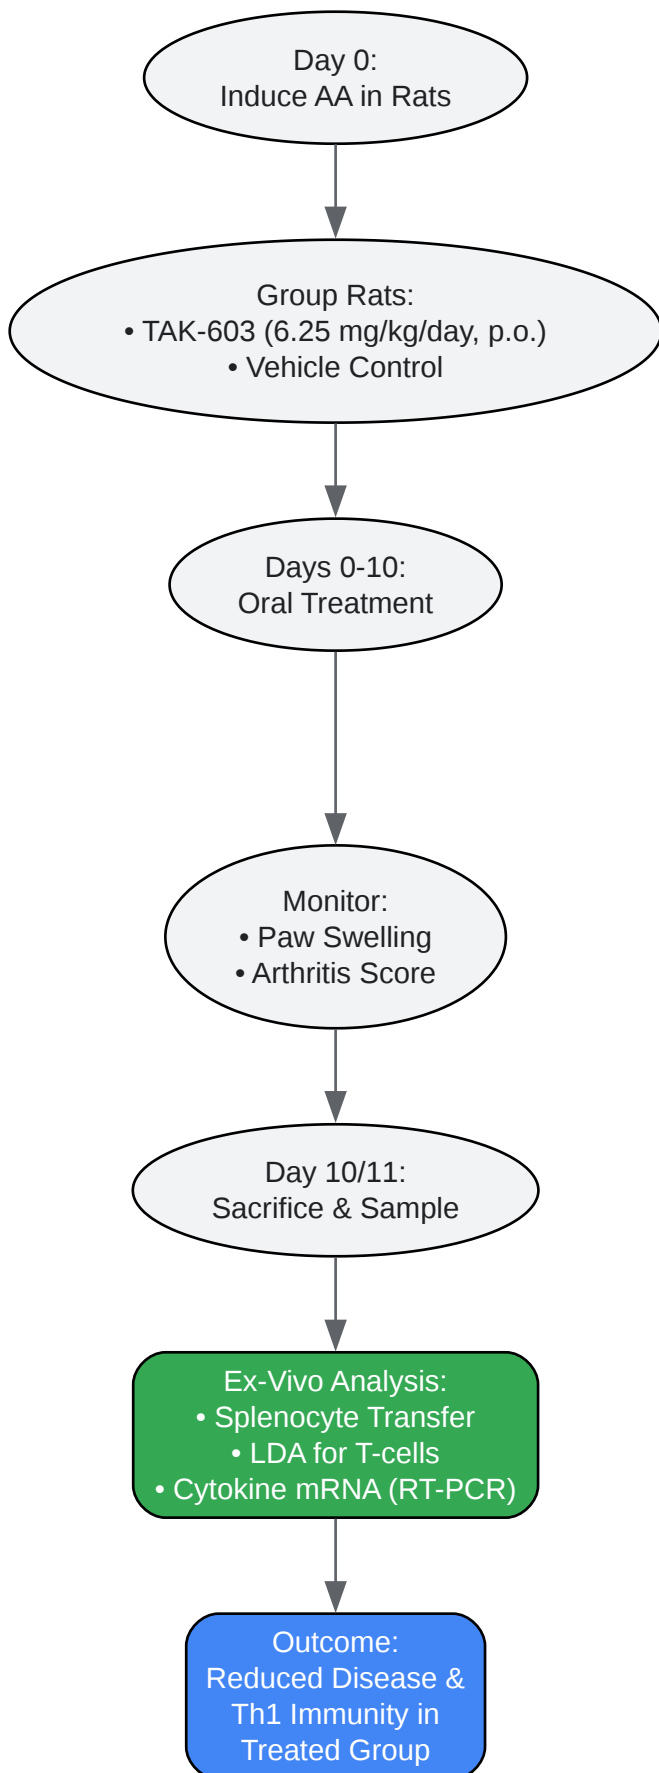 Day 0:
Induce AA in Rats
Group Rats:
• TAK-603 (6.25 mg/kg/day, p.o.)
• Vehicle Control
Days 0-10:
Oral Treatment
Monitor:
• Paw Swelling
• Arthritis Score
Day 10/11:
Sacrifice & Sample
Ex-Vivo Analysis:
• Splenocyte Transfer
• LDA for T-cells
• Cytokine mRNA (RT-PCR)
Outcome:
Reduced Disease &
Th1 Immunity in
Treated Group